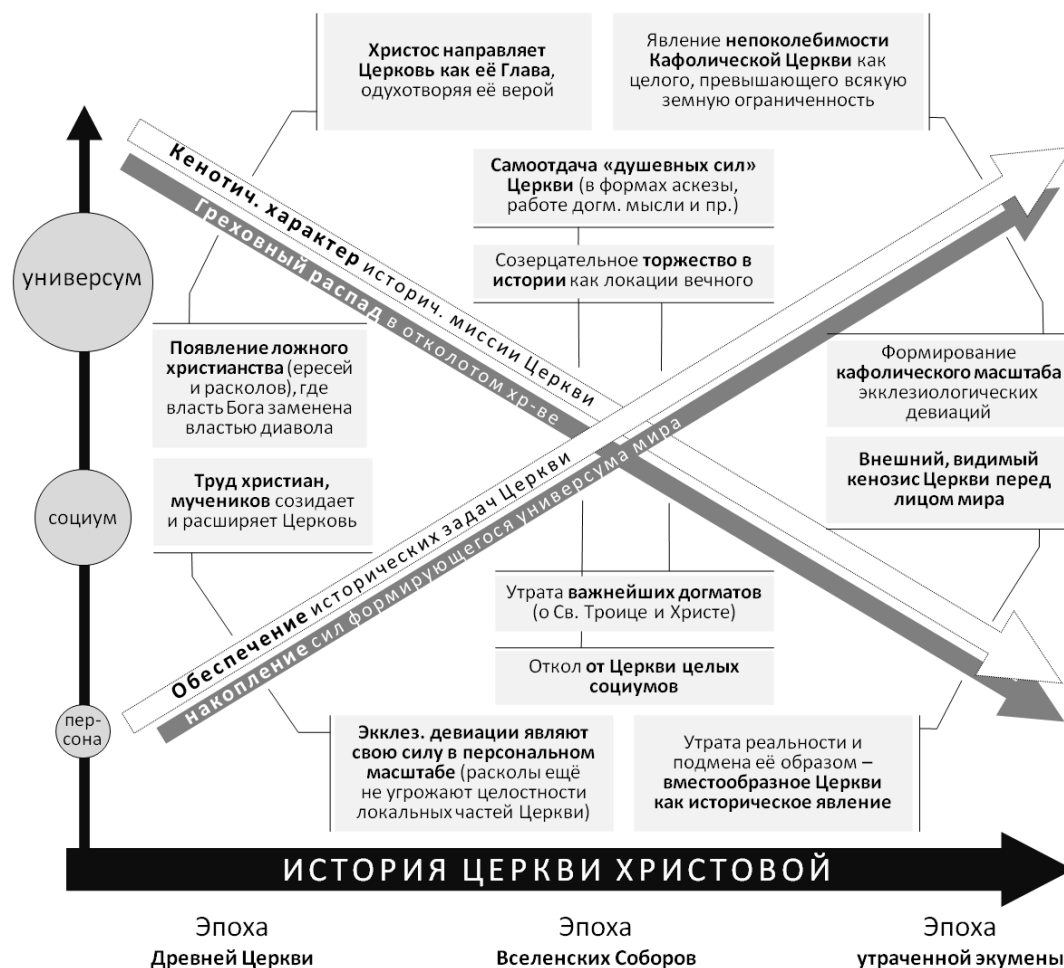 Христос направляет
Церковь как её Глава,
одухотворяя её верой
Явление непоколебимости
Кафолической Церкви как
целого, превышающего всякую
земную ограниченность
Самоотдача «душевных сил»
Церкви (в формах аскезы,
работе догм. мысли и пр.)
Созерцательное торжество в
истории как локации вечного
Кенотич. характер историч. миссии Церкви
Греховный распад в отколотом хр-ве
универсум
Появление ложного
христианства (ересей
и расколов), где
власть Бога заменена
властью диавола
Формирование
кафолического масштаба
экклезиологических
девиаций
Труд христиан,
мучеников созидает
и расширяет Церковь
Внешний, видимый
кенозис Церкви перед
лицом мира
социум
Обеспечение исторических задач Церкви
накопление сил формирующегося универсума мира
Утрата важнейших догматов
(о Св. Троице и Христе)
Откол от Церкви целых
социумов
пер-
сона
Экклез. девиации являют
свою силу в персональном
масштабе (расколы ещё
не угрожают целостности
локальных частей Церкви)
Утрата реальности и
подмена её образом –
вместообразное Церкви
как историческое явление
ИСТОРИЯ ЦЕРКВИ ХРИСТОВОЙ
Эпоха
Древней Церкви
Эпоха
Вселенских Соборов
Эпоха
утраченной экумены